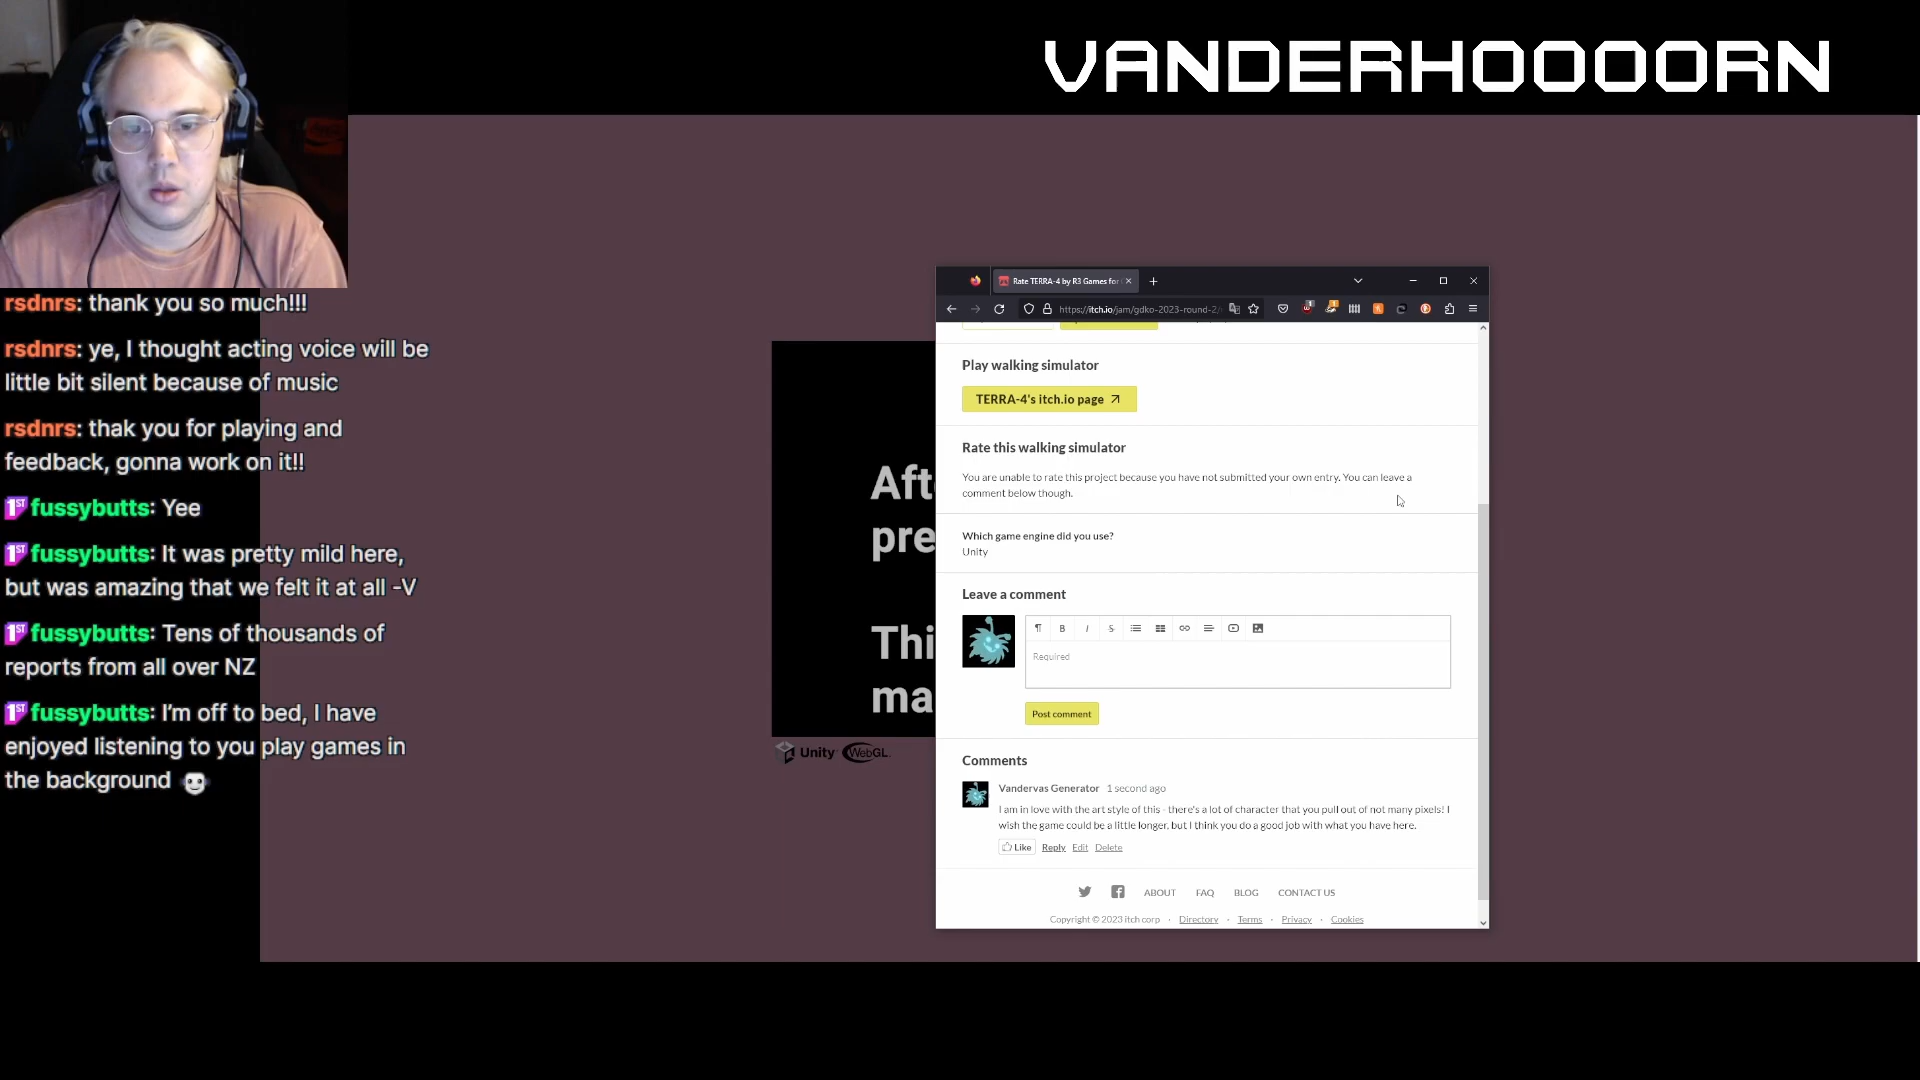 VANDERHOOOORN
rsdnrs: thank you so much!!!
rsdnrs: ye, I thought acting voice will be
little bit silent because of music
rsdnrs: thak you for playing and
feedback, gonna work on it!!
1ST fussybutts: Yee
1ST fussybutts: It was pretty mild here,
but was amazing that we felt it at all -V
1ST fussybutts: Tens of thousands of
reports from all over NZ
1ST fussybutts: I'm off to bed, I have
enjoyed listening to you play games in
the background
Aft
pre
Thi
ma
Unity WebGL
Rate TERRA-4 by R3 Games for
https://itch.io/jam/gdko-2023-round-2/
Play walking simulator
TERRA-4's itch.io page
Rate this walking simulator
You are unable to rate this project because you have not submitted your own entry. You can leave a
comment below though.
Which game engine did you use?
Unity
Leave a comment
Required
Post comment
Comments
Vandervas Generator 1 second ago
I am in love with the art style of this - there's a lot of character that you pull out of not many pixels! I
wish the game could be a little longer, but I think you do a good job with what you have here.
Like Reply Edit Delete
ABOUT FAQ BLOG CONTACT US
Copyright © 2023 itch corp · Directory · Terms · Privacy · Cookies